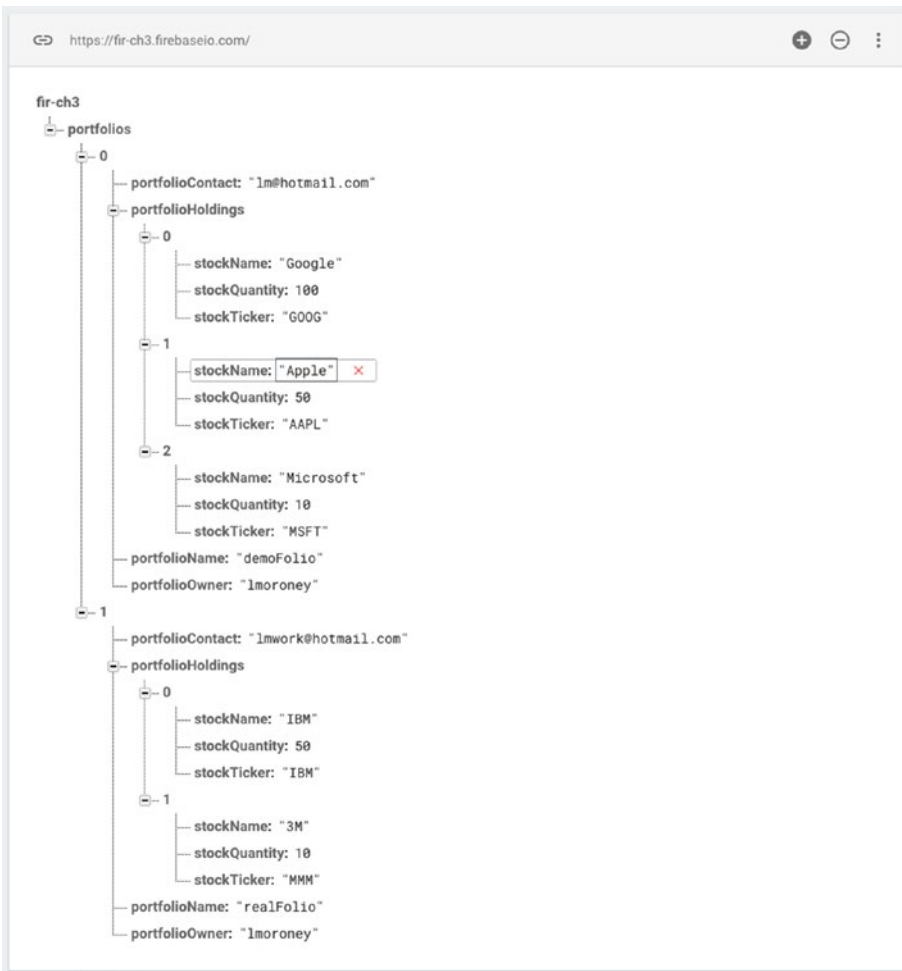 https://fir-ch3.firebaseio.com/
fir-ch3
portfolios
0
portfolioContact: "lm@hotmail.com"
portfolioHoldings
0
stockName: "Google"
stockQuantity: 100
stockTicker: "GOOG"
1
stockName: "Apple"
stockQuantity: 50
stockTicker: "AAPL"
2
stockName: "Microsoft"
stockQuantity: 10
stockTicker: "MSFT"
portfolioName: "demoFolio"
portfolioOwner: "lmoroney"
1
portfolioContact: "lmwork@hotmail.com"
portfolioHoldings
0
stockName: "IBM"
stockQuantity: 50
stockTicker: "IBM"
1
stockName: "3M"
stockQuantity: 10
stockTicker: "MMM"
portfolioName: "realFolio"
portfolioOwner: "lmoroney"